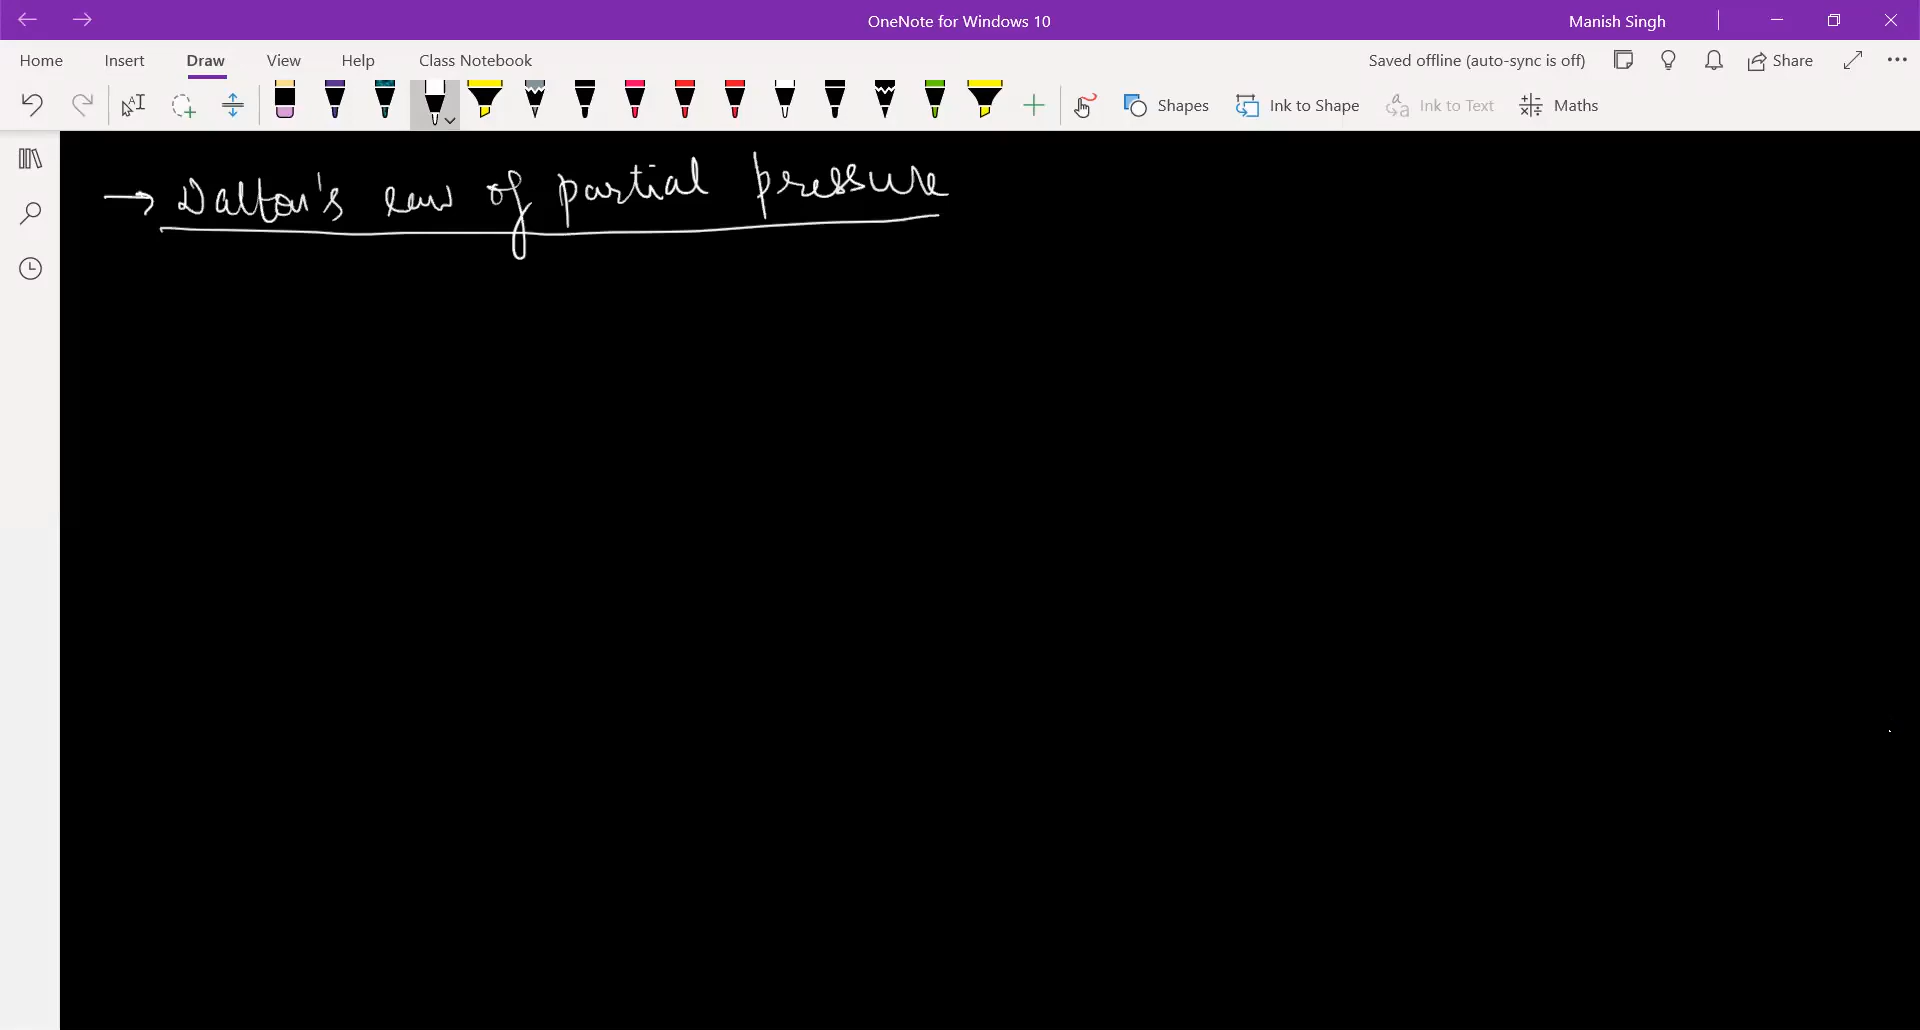 OneNote for Windows 10
Manish Singh
Home Insert Draw View Help Class Notebook
Saved offline (auto-sync is off) Share
Shapes Ink to Shape Ink to Text Maths
→ Dalton's law of partial pressure